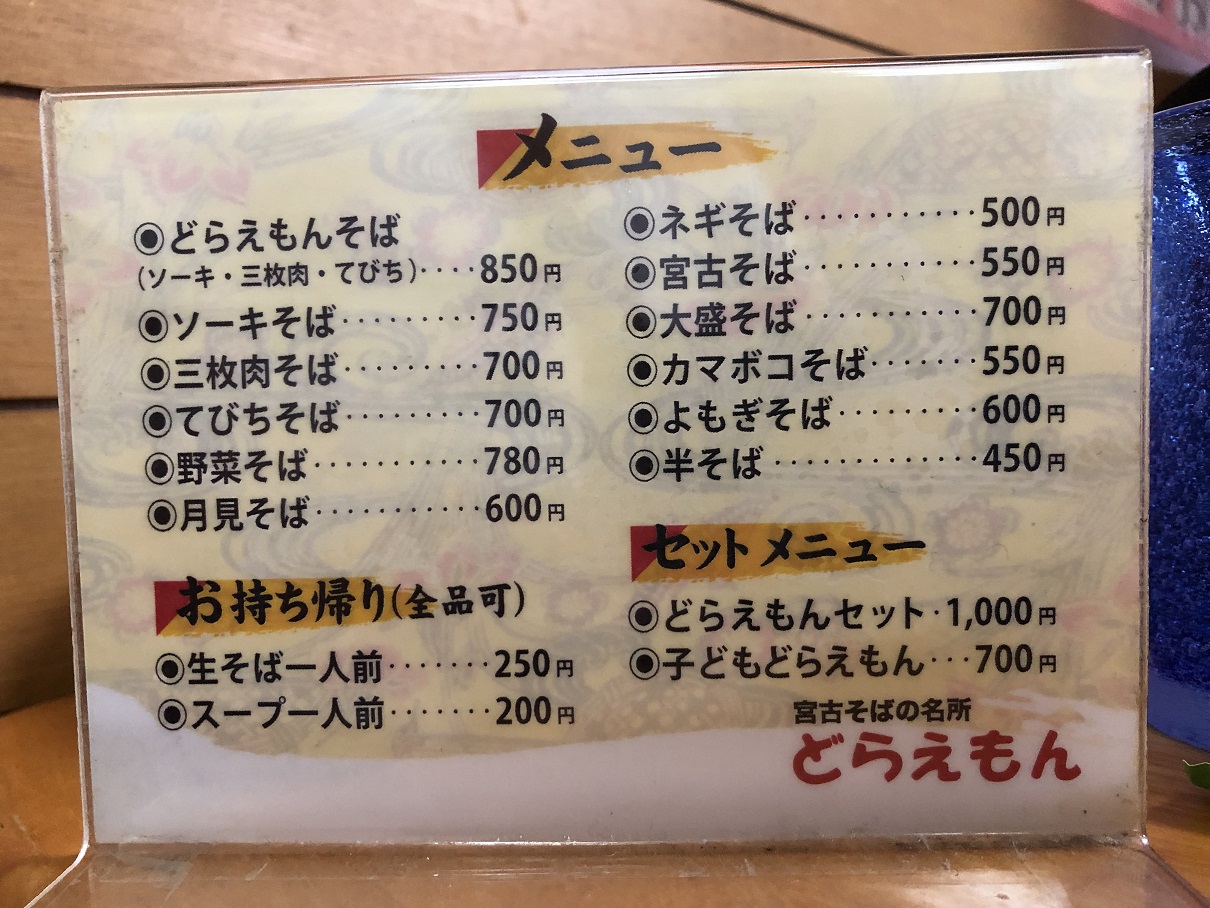 メニュー
◉どらえもんそば
(ソーキ・三枚肉・てびち)････850円
◉ソーキそば･････････750円
◉三枚肉そば･････････700円
◉てびちそば･････････700円
◉野菜そば･･････････780円
◉月見そば･･････････600円
お持ち帰り(全品可)
◉生そば一人前･･････250円
◉スープ一人前･･････200円
◉ネギそば･･･････････500円
◉宮古そば･･･････････550円
◉大盛そば･･･････････700円
◉カマボコそば･･･････550円
◉よもぎそば･････････600円
◉半そば･････････････450円
セットメニュー
◉どらえもんセット･1,000円
◉子どもどらえもん･･･700円
宮古そばの名所
どらえもん